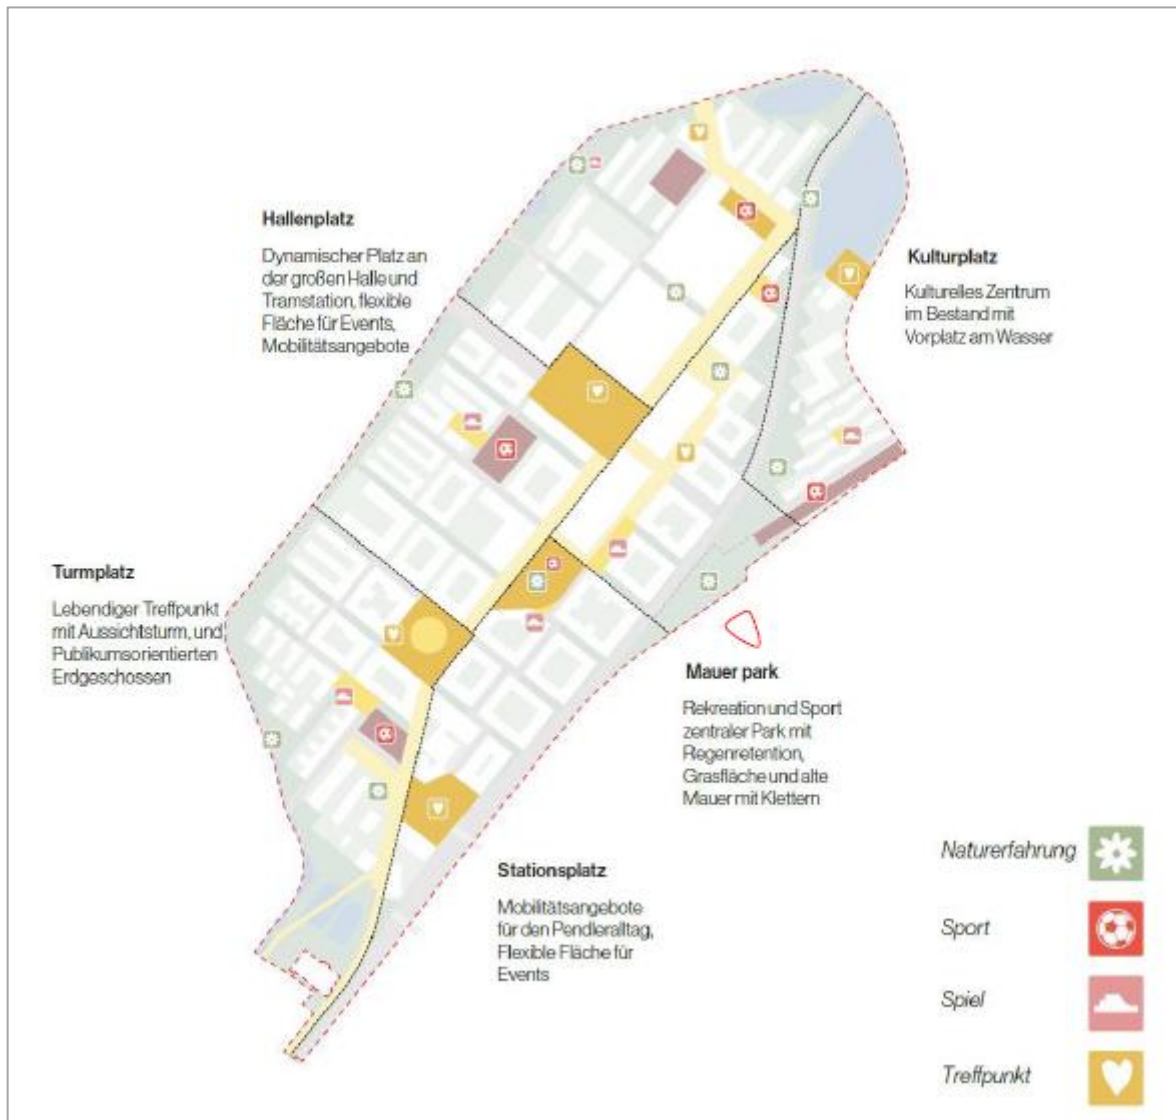 Hallenplatz
Dynamischer Platz an
der großen Halle und
Tramstation, flexible
Fläche für Events,
Mobilitätsangebote
Kulturplatz
Kulturelles Zentrum
im Bestand mit
Vorplatz am Wasser
Turmplatz
Lebendiger Treffpunkt
mit Aussichtsturm, und
Publikumsorientierten
Erdgeschossen
Mauer park
Rekreation und Sport
zentraler Park mit
Regenretention,
Grasfläche und alte
Mauer mit Klettern
Stationsplatz
Mobilitätsangebote
für den Pendleralltag,
Flexible Fläche für
Events
Naturerfahrung
Sport
Spiel
Treffpunkt